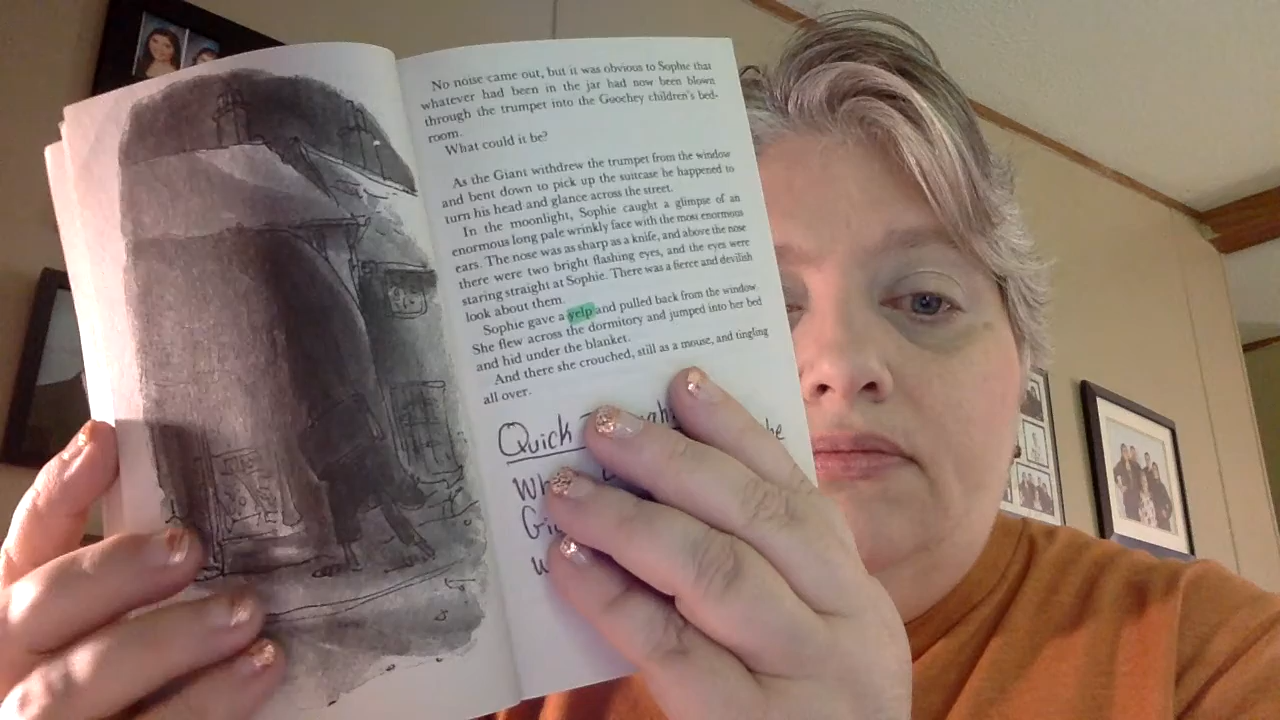 No noise came out, but it was obvious to Sophie that
whatever had been in the jar had now been blown
through the trumpet into the Goochey children's bed-
room.
What could it be?
As the Giant withdrew the trumpet from the window
and bent down to pick up the suitcase he happened to
turn his head and glance across the street.
In the moonlight, Sophie caught a glimpse of an
enormous long pale wrinkly face with the most enormous
ears. The nose was as sharp as a knife, and above the nose
there were two bright flashing eyes, and the eyes were
staring straight at Sophie. There was a fierce and devilish
look about them.
Sophie gave a yelp and pulled back from the window.
She flew across the dormitory and jumped into her bed
and hid under the blanket.
And there she crouched, still as a mouse, and tingling
all over.
Quick